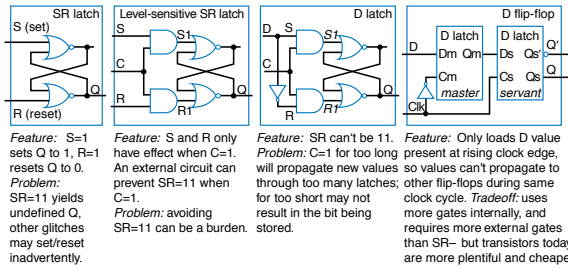 SR latch
S (set)
Q
R (reset)
Feature: S=1
sets Q to 1, R=1
resets Q to 0.
Problem:
SR=11 yields
undefined Q,
other glitches
may set/reset
inadvertently.
Level-sensitive SR latch
S
S1
C
R
R1
Q
Feature: S and R only
have effect when C=1.
An external circuit can
prevent SR=11 when
C=1.
Problem: avoiding
SR=11 can be a burden.
D latch
D
S
S1
C
R
R1
Q
Feature: SR can't be 11.
Problem: C=1 for too long
will propagate new values
through too many latches;
for too short may not
result in the bit being
stored.
D flip-flop
D latch
D latch
Q'
D
Dm Qm
Ds Qs'
Q
Cm
Cs Qs
master
servant
Clk
Feature: Only loads D value
present at rising clock edge,
so values can't propagate to
other flip-flops during same
clock cycle. Tradeoff: uses
more gates internally, and
requires more external gates
than SR– but transistors today
are more plentiful and cheape